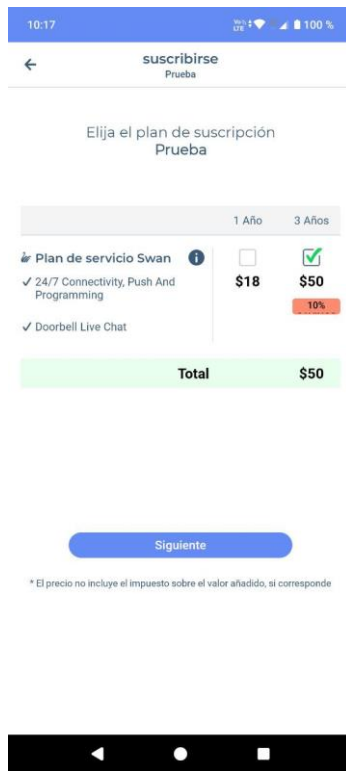 10:17
LTE 100 %
suscribirse
Prueba
Elija el plan de suscripción
Prueba
1 Año 3 Años
Plan de servicio Swan
✓ 24/7 Connectivity, Push And
Programming
$18 $50
10%
✓ Doorbell Live Chat
Total $50
Siguiente
* El precio no incluye el impuesto sobre el valor añadido, si corresponde